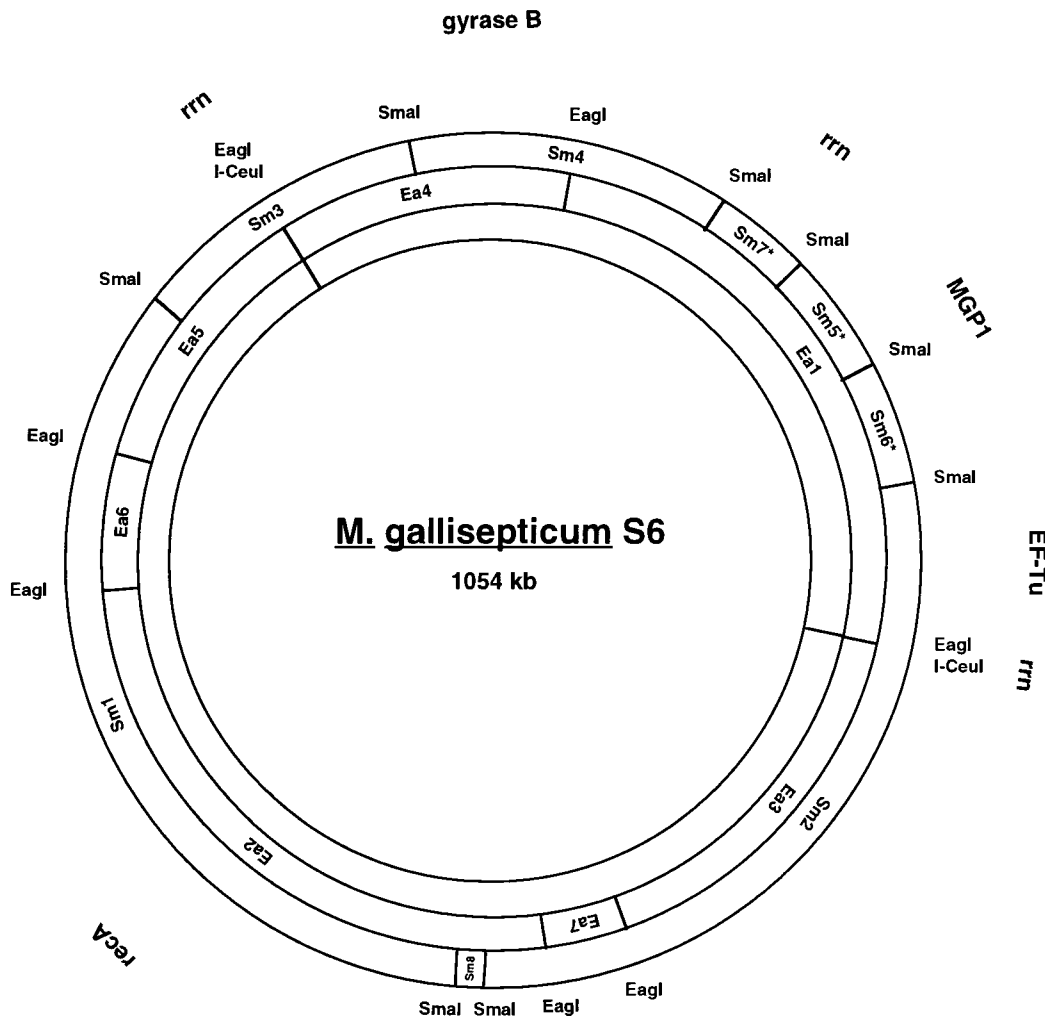 gyrase B
rrn
SmaI
EagI
rrn
EagI
I-CeuI
Sm4
SmaI
Ea4
Sm3
Sm7*
SmaI
SmaI
MGP1
Ea5
Sm5*
Ea1
SmaI
EagI
Sm6*
SmaI
Ea6
M. gallisepticum S6
1054 kb
EF-Tu
EagI
EagI
I-CeuI
rrn
Sm1
Ea3
Sm2
Ea2
Ea7
recA
Sm8
EagI
SmaI
SmaI
EagI